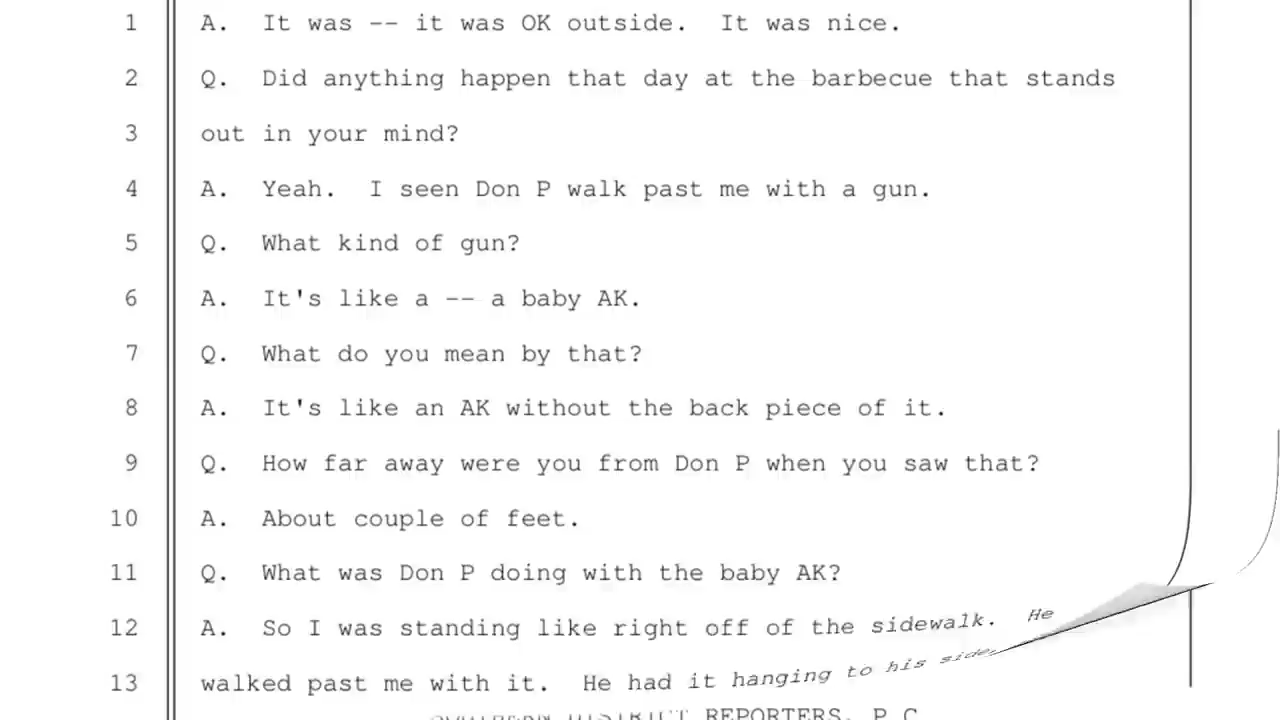 1 A. It was -- it was OK outside. It was nice.
2 Q. Did anything happen that day at the barbecue that stands
3 out in your mind?
4 A. Yeah. I seen Don P walk past me with a gun.
5 Q. What kind of gun?
6 A. It's like a -- a baby AK.
7 Q. What do you mean by that?
8 A. It's like an AK without the back piece of it.
9 Q. How far away were you from Don P when you saw that?
10 A. About couple of feet.
11 Q. What was Don P doing with the baby AK?
12 A. So I was standing like right off of the sidewalk. He
13 walked past me with it. He had it hanging to his side,
DISTRICT REPORTERS, P.C